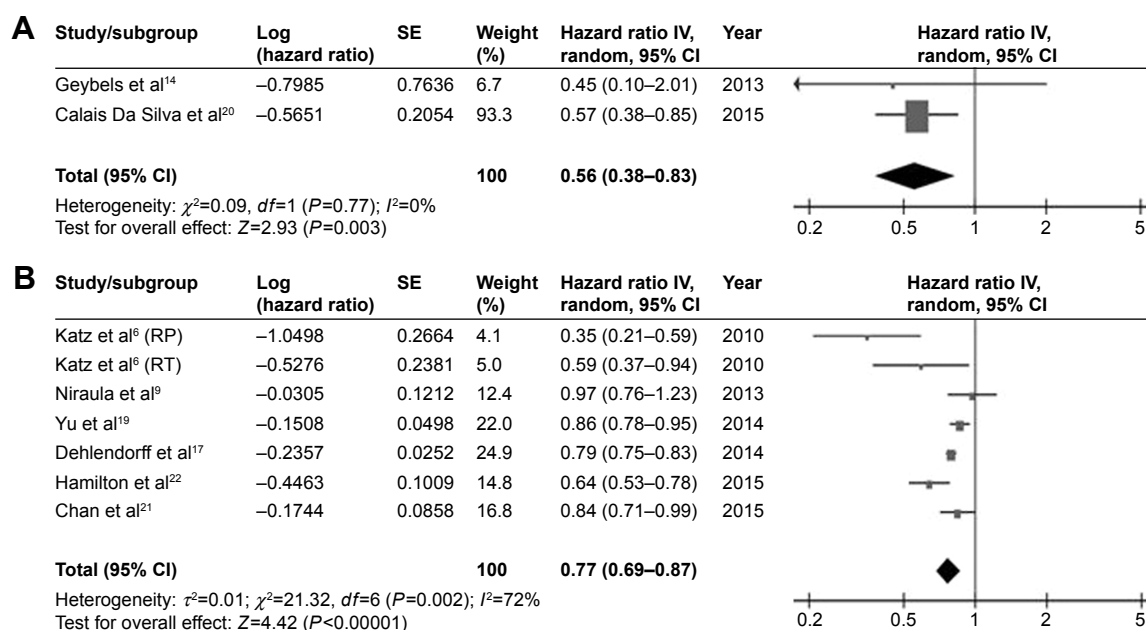 A
Study/subgroup Log (hazard ratio) SE Weight (%) Hazard ratio IV, random, 95% CI Year Hazard ratio IV, random, 95% CI
Geybels et al14 –0.7985 0.7636 6.7 0.45 (0.10–2.01) 2013
Calais Da Silva et al20 –0.5651 0.2054 93.3 0.57 (0.38–0.85) 2015
Total (95% CI) 100 0.56 (0.38–0.83)
Heterogeneity: χ2=0.09, df=1 (P=0.77); I2=0%
Test for overall effect: Z=2.93 (P=0.003)
0.2 0.5 1 2 5
B
Study/subgroup Log (hazard ratio) SE Weight (%) Hazard ratio IV, random, 95% CI Year Hazard ratio IV, random, 95% CI
Katz et al6 (RP) –1.0498 0.2664 4.1 0.35 (0.21–0.59) 2010
Katz et al6 (RT) –0.5276 0.2381 5.0 0.59 (0.37–0.94) 2010
Niraula et al9 –0.0305 0.1212 12.4 0.97 (0.76–1.23) 2013
Yu et al19 –0.1508 0.0498 22.0 0.86 (0.78–0.95) 2014
Dehlendorff et al17 –0.2357 0.0252 24.9 0.79 (0.75–0.83) 2014
Hamilton et al22 –0.4463 0.1009 14.8 0.64 (0.53–0.78) 2015
Chan et al21 –0.1744 0.0858 16.8 0.84 (0.71–0.99) 2015
Total (95% CI) 100 0.77 (0.69–0.87)
Heterogeneity: τ2=0.01; χ2=21.32, df=6 (P=0.002); I2=72%
Test for overall effect: Z=4.42 (P<0.00001)
0.2 0.5 1 2 5